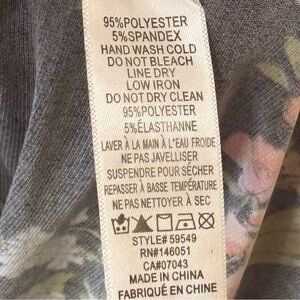 95%POLYESTER
5%SPANDEX
HAND WASH COLD
DO NOT BLEACH
LINE DRY
LOW IRON
DO NOT DRY CLEAN
95%POLYESTER
5%ÉLASTHANNE
LAVER À LA MAIN À L'EAU FROIDE
NE PAS JAVELLISER
SUSPENDRE POUR SÉCHER
REPASSER À BASSE TEMPÉRATURE
NE PAS NETTOYER À SEC
STYLE# 59549
RN#146051
CA#07043
MADE IN CHINA
FABRIQUÉ EN CHINE